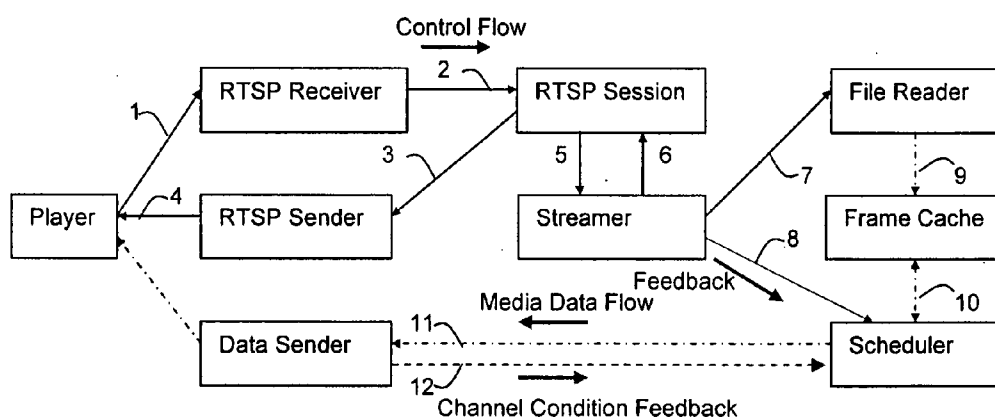 Control Flow
RTSP Receiver
2
RTSP Session
File Reader
1
3
5
6
7
9
Player
4
RTSP Sender
Streamer
8
Frame Cache
Feedback
Media Data Flow
10
Data Sender
11
Scheduler
12
Channel Condition Feedback